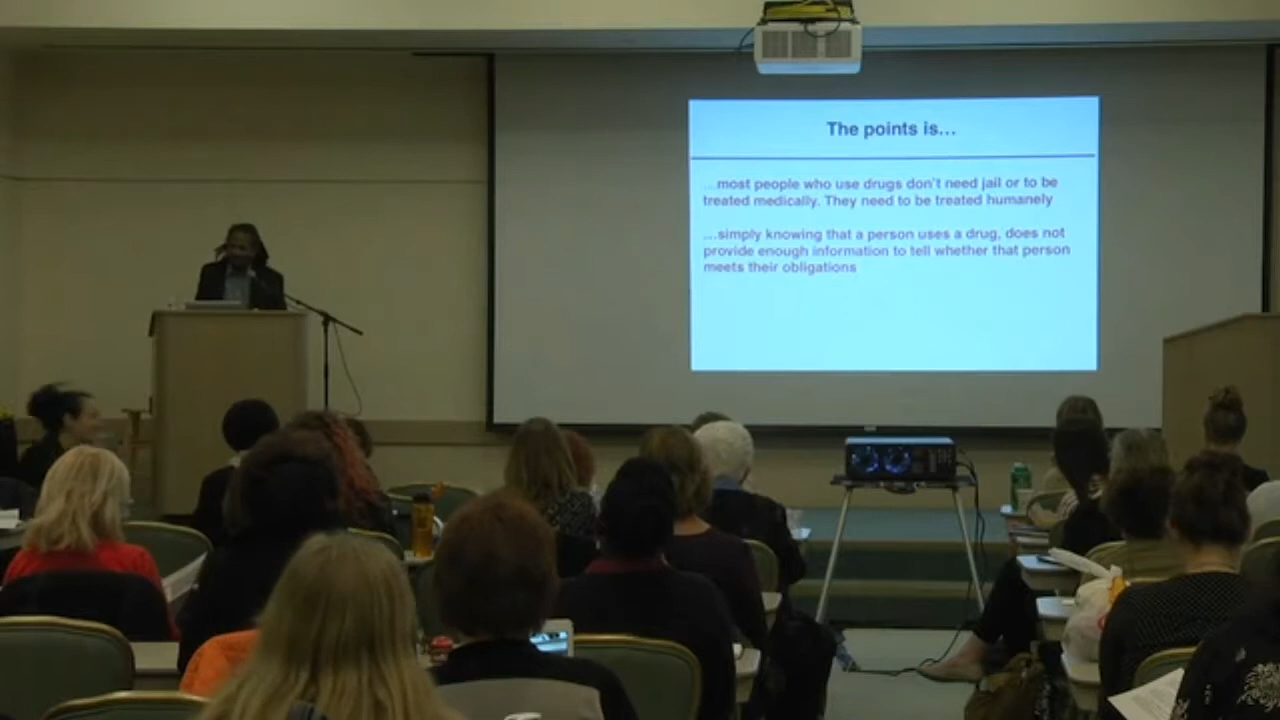 The points is...
...most people who use drugs don't need jail or to be
treated medically. They need to be treated humanely
...simply knowing that a person uses a drug, does not
provide enough information to tell whether that person
meets their obligations